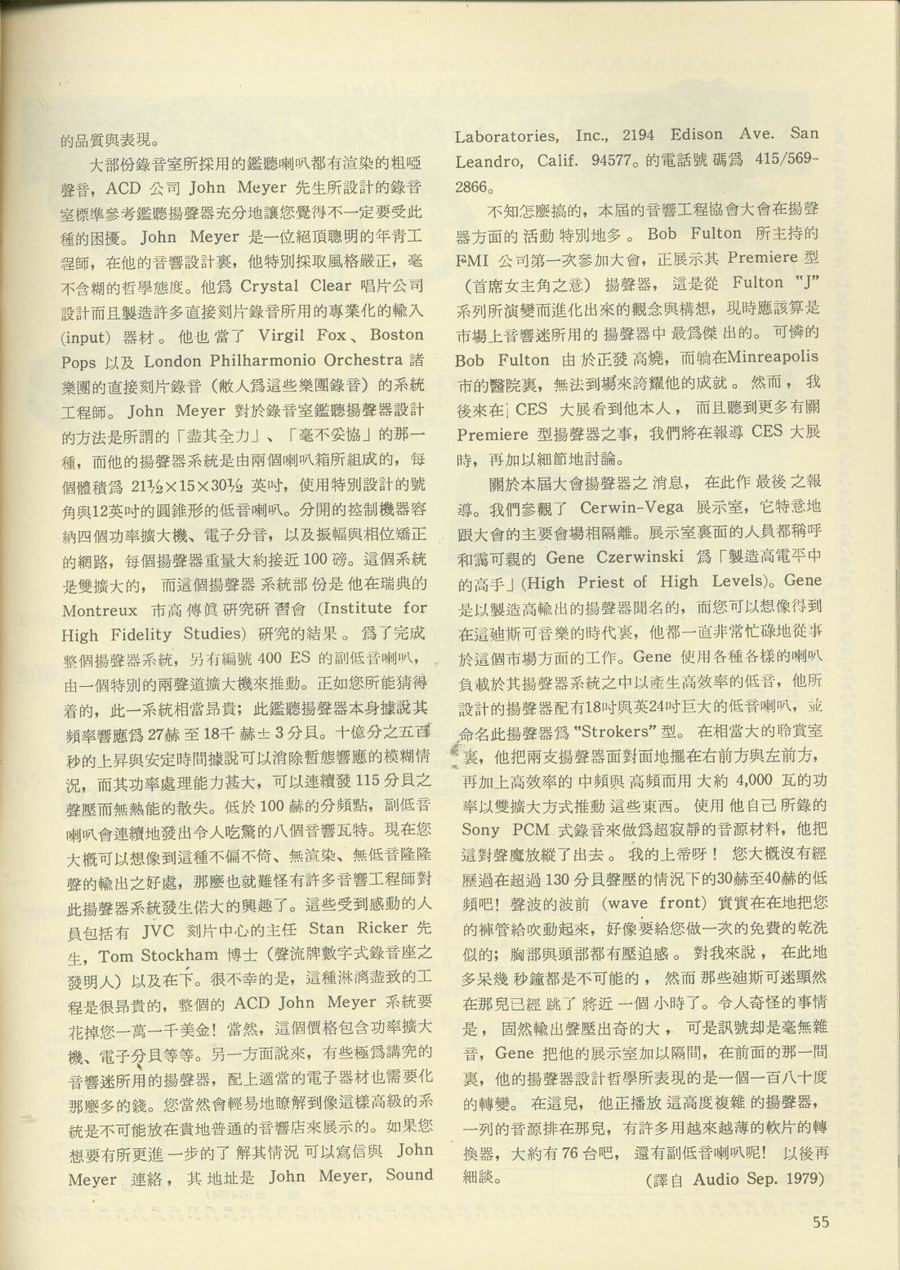 的品質與表現。
大部份錄音室所採用的鑑聽喇叭都有渲染的粗啞
聲音，ACD 公司 John Meyer 先生所設計的錄音
室標準參考鑑聽揚聲器充分地讓您覺得不一定要受此
種的困擾。 John Meyer 是一位絕頂聰明的年靑工
程師，在他的音響設計裏，他特別採取風格嚴正，毫
不含糊的哲學態度。他爲 Crystal Clear 唱片公司
設計而且製造許多直接刻片錄音所用的專業化的輸入
(input) 器材 。 他也 當了 Virgil Fox 、 Boston
Pops 以及 London Philharmonio Orchestra 諸
樂團的直接刻片錄音（敝人爲這些樂團錄音）的系統
工程師。 John Meyer 對於錄音室鑑聽揚聲器設計
的方法是所謂的「盡其全力」、「毫不妥協」的那一
種，而他的揚聲器系統是由兩個喇叭箱所組成的，每
個體積爲 21½×15×30½ 英吋，使用特別設計的號
角與12英吋的圓錐形的低音喇叭。分開的控制機器容
納四個功率擴大機、電子分音，以及振幅與相位矯正
的網路，每個揚聲器重量大約接近 100 磅。這個系統
是雙擴大的， 而這個揚聲器 系統部 份是 他在瑞典的
Montreux 市高 傳眞 研究研 習會 (Institute for
High Fidelity Studies) 研究的結果 。 爲了完成
整個揚聲器系統，另有編號 400 ES 的副低音喇叭，
由一個特別的兩聲道擴大機來推動。正如您所能猜得
着的，此一系統相當昂貴；此鑑聽揚聲器本身據說其
頻率響應爲 27赫 至 18千 赫± 3 分貝。十億分之五百
秒的上昇與安定時間據說可以消除暫態響應的模糊情
況，而其功率處理能力甚大，可以連續發 115 分貝之
聲壓而無熱能的散失。低於 100 赫的分頻點，副低音
喇叭會連續地發出令人吃驚的八個音響瓦特。現在您
大概可以想像到這種不偏不倚、無渲染、無低音隆隆
聲的輸出之好處，那麽也就難怪有許多音響工程師對
此揚聲器系統發生偌大的興趣了。這些受到感動的人
員包括有 JVC 刻片中心的主任 Stan Ricker 先
生，Tom Stockham 博士（聲流牌數字式錄音座之
發明人）以及在下。很不幸的是，這種淋漓盡致的工
程是很昂貴的，整個的 ACD John Meyer 系統要
花掉您一萬一千美金！當然，這個價格包含功率擴大
機、電子分貝等等。另一方面說來，有些極爲講究的
音響迷所用的揚聲器，配上適當的電子器材也需要化
那麽多的錢。您當然會輕易地瞭解到像這樣高級的系
統是不可能放在貴地普通的音響店來展示的。如果您
想要有所更進 一步的了 解其情況 可以寫信與 John
Meyer 連絡 ， 其 地址是 John Meyer, Sound
Laboratories, Inc., 2194 Edison Ave. San
Leandro, Calif. 94577。的電話號 碼爲 415/569-
2866。
不知怎麽搞的，本屆的音響工程協會大會在揚聲
器方面的 活動 特別地多 。 Bob Fulton 所主持的
FMI 公司第一次參加大會，正展示其 Premiere 型
（首席女主角之意） 揚聲器， 這是從 Fulton “J”
系列所演變而進化出來的觀念與構想，現時應該算是
市場上音響迷所用的 揚聲器中 最爲傑 出的。 可憐的
Bob Fulton 由 於正發 高燒，而躺在Minreapolis
市的醫院裏，無法到場來誇耀他的成就 。 然而 ， 我
後來在 CES 大展看到他本人， 而且聽到更多有關
Premiere 型揚聲器之事，我們將在報導 CES 大展
時，再加以細節地討論。
關於本屆大會揚聲器之 消息， 在此作 最後 之報
導。我們參觀了 Cerwin-Vega 展示室，它特意地
跟大會的主要會場相隔離。展示室裏面的人員都稱呼
和靄可親的 Gene Czerwinski 爲「製造高電平中
的高手」(High Priest of High Levels)。Gene
是以製造高輸出的揚聲器聞名的，而您可以想像得到
在這廸斯可音樂的時代裏，他都一直非常忙碌地從事
於這個市場方面的工作。Gene 使用各種各樣的喇叭
負載於其揚聲器系統之中以產生高效率的低音，他所
設計的揚聲器配有18吋與英24吋巨大的低音喇叭，並
命名此揚聲器爲 “Strokers” 型。 在相當大的聆賞室
裏，他把兩支揚聲器面對面地擺在右前方與左前方，
再加上高效率的 中頻與 高頻而用 大約 4,000 瓦的功
率以雙擴大方式推動 這些東西。 使用 他自己 所錄的
Sony PCM 式錄音來做爲超寂靜的音源材料，他把
這對聲魔放縱了出去 。 我的上帝呀！ 您大概沒有經
歷過在超過 130 分貝聲壓的情況下的30赫至40赫的低
頻吧！聲波的波前 (wave front) 實實在在地把您
的褲管給吹動起來，好像要給您做一次的免費的乾洗
似的；胸部與頭部都有壓迫感 。 對我來說 ， 在此地
多呆幾 秒鐘都是不可能的 ， 然而 那些廸斯可迷顯然
在那兒已經 跳了 將近 一個 小時了。令人奇怪的事情
是 ， 固然輸出聲壓出奇的大 ， 可是訊號却是毫無雜
音，Gene 把他的展示室加以隔間，在前面的那一間
裏，他的揚聲器設計哲學所表現的是一個一百八十度
的轉變。 在這兒， 他正播放 這高度複雜 的揚聲器，
一列的音源排在那兒，有許多用越來越薄的軟片的轉
換器，大約有 76 台吧， 還有副低音喇叭呢！ 以後再
細談。 （譯自 Audio Sep. 1979）
55